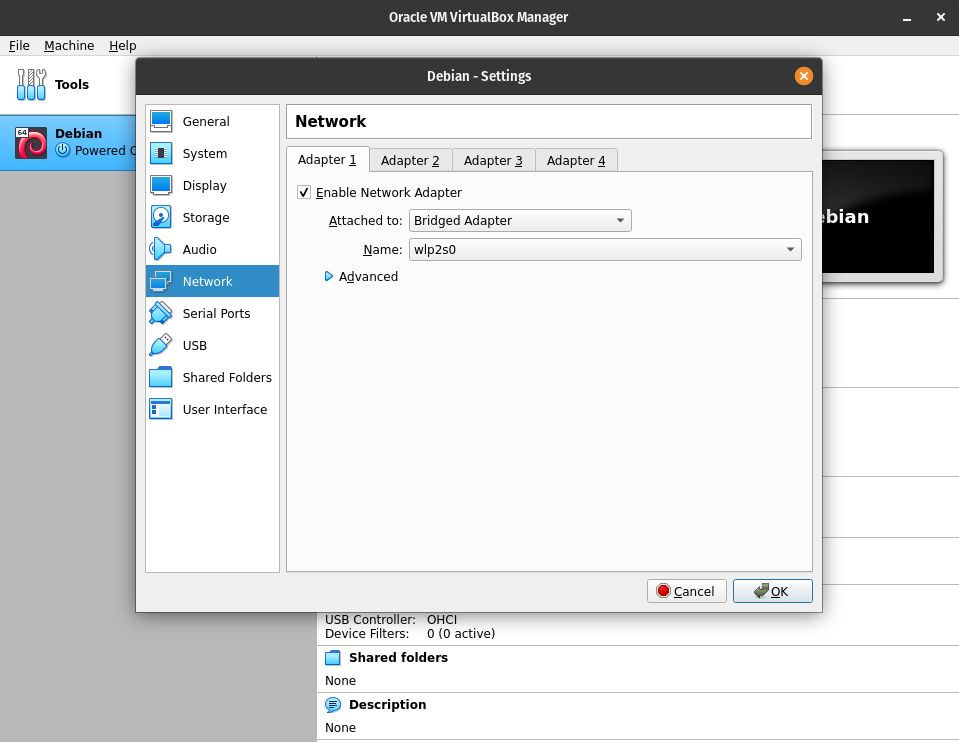 Oracle VM VirtualBox Manager
File Machine Help
Tools
64
Debian
Powered
Debian - Settings
General
System
Display
Storage
Audio
Network
Serial Ports
USB
Shared Folders
User Interface
Network
Adapter 1 Adapter 2 Adapter 3 Adapter 4
Enable Network Adapter
Attached to: Bridged Adapter
Name: wlp2s0
Advanced
Cancel OK
ebian
USB Controller: OHCI
Device Filters: 0 (0 active)
Shared folders
None
Description
None